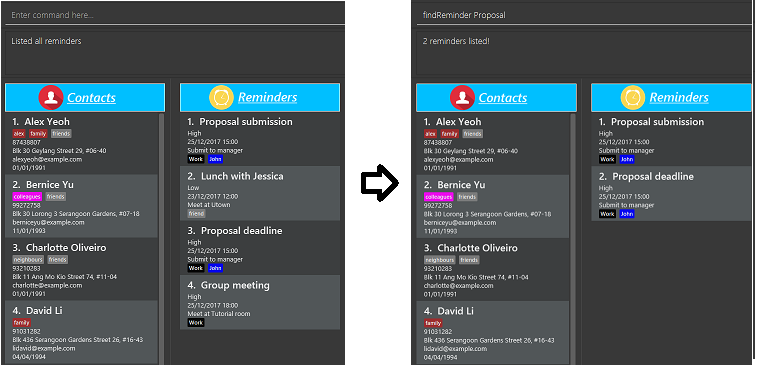 Enter command here...
Listed all reminders
Contacts
1. Alex Yeoh
alex family friends
87438807
Blk 30 Geylang Street 29, #06-40
alexyeoh@example.com
01/01/1991
2. Bernice Yu
colleagues friends
99272758
Blk 30 Lorong 3 Serangoon Gardens, #07-18
berniceyu@example.com
11/01/1993
3. Charlotte Oliveiro
neighbours friends
93210283
Blk 11 Ang Mo Kio Street 74, #11-04
charlotte@example.com
01/01/1991
4. David Li
family
91031282
Blk 436 Serangoon Gardens Street 26, #16-43
lidavid@example.com
04/04/1994
Reminders
1. Proposal submission
High
25/12/2017 15:00
Submit to manager
Work John
2. Lunch with Jessica
Low
23/12/2017 12:00
Meet at Utown
friend
3. Proposal deadline
High
25/12/2017 15:00
Submit to manager
Work John
4. Group meeting
High
25/12/2017 18:00
Meet at Tutorial room
Work
findReminder Proposal
2 reminders listed!
Contacts
1. Alex Yeoh
alex family friends
87438807
Blk 30 Geylang Street 29, #06-40
alexyeoh@example.com
01/01/1991
2. Bernice Yu
colleagues friends
99272758
Blk 30 Lorong 3 Serangoon Gardens, #07-18
berniceyu@example.com
11/01/1993
3. Charlotte Oliveiro
neighbours friends
93210283
Blk 11 Ang Mo Kio Street 74, #11-04
charlotte@example.com
01/01/1991
4. David Li
family
91031282
Blk 436 Serangoon Gardens Street 26, #16-43
lidavid@example.com
04/04/1994
Reminders
1. Proposal submission
High
25/12/2017 15:00
Submit to manager
Work John
2. Proposal deadline
High
25/12/2017 15:00
Submit to manager
Work John